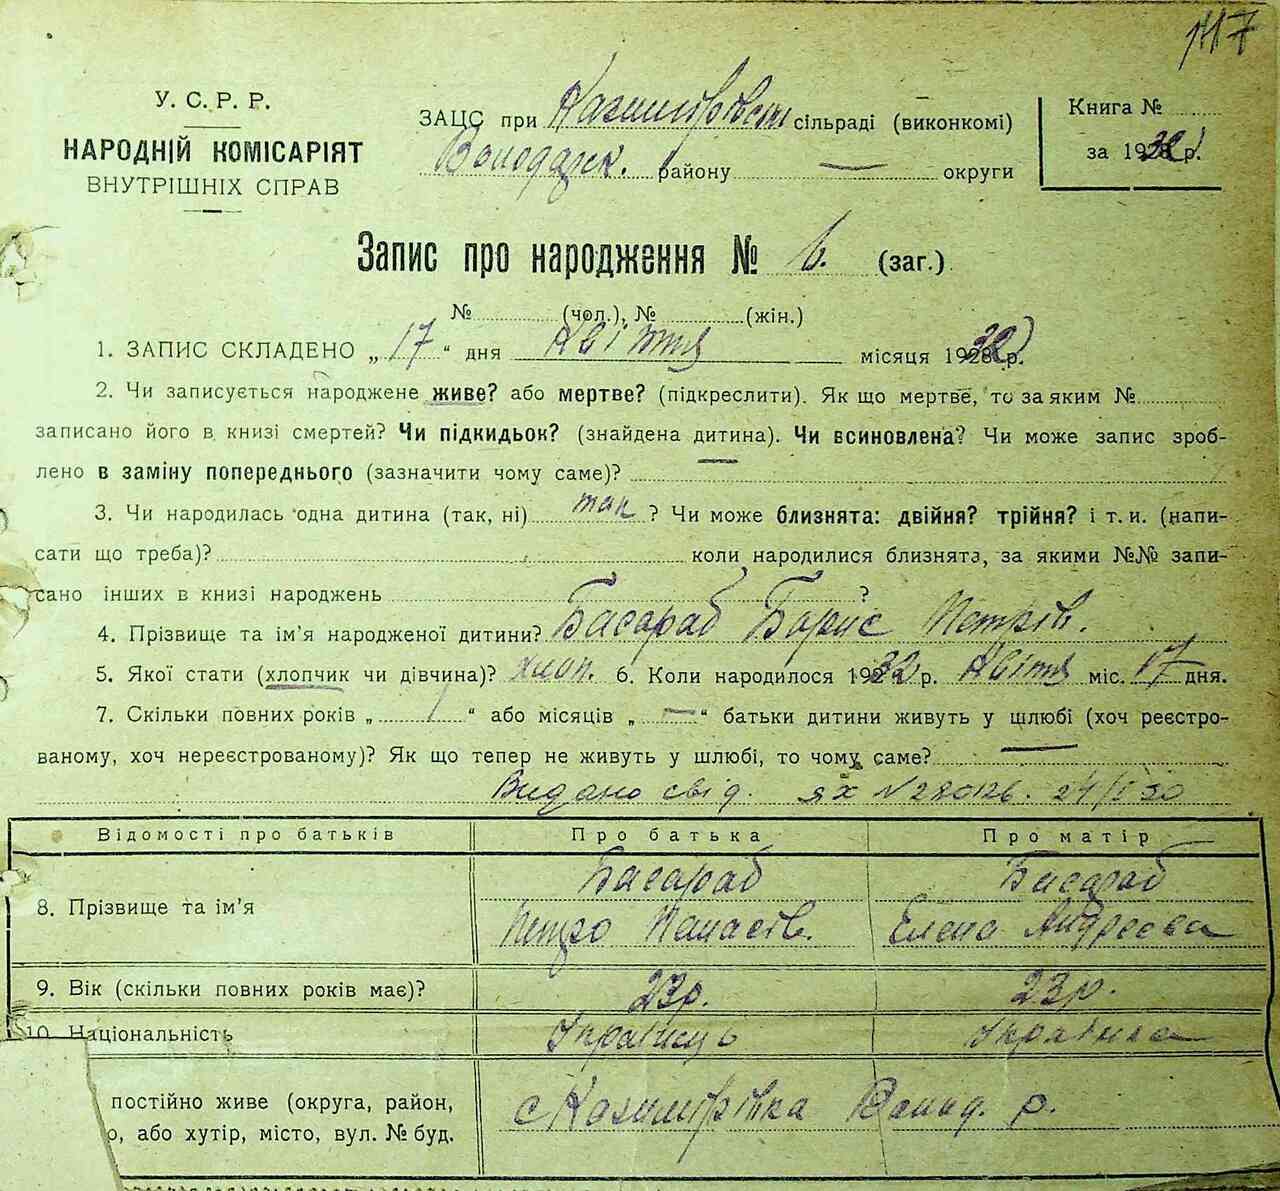 117
У. С. Р. Р.
НАРОДНІЙ КОМІСАРІЯТ
ВНУТРІШНІХ СПРАВ
ЗАЦС при Казимірівськ сільраді (виконкомі)
Володарск. району — округи
Книга №
за 1932 р.
Запис про народження № 6. (заг.)
№ (чол.), № (жін.)
1. ЗАПИС СКЛАДЕНО „17“ дня Квітня місяця 1932 р.
2. Чи записується народжене живе? або мертве? (підкреслити). Як що мертве, то за яким №
записано його в книзі смертей? Чи підкидьок? (знайдена дитина). Чи всиновлена? Чи може запис зроб-
лено в заміну попереднього (зазначити чому саме)?
3. Чи народилась одна дитина (так, ні) так ? Чи може близнята: двійня? трійня? і т. и. (напи-
сати що треба)? коли народилися близнята, за якими №№ запи-
сано інших в книзі народжень ?
4. Прізвище та ім’я народженої дитини? Басараб Борис Петрів.
5. Якої стати (хлопчик чи дівчина)? хлоп. 6. Коли народилося 1932 р. Квітня міс. 17 дня.
7. Скільки повних років „ “ або місяців „—“ батьки дитини живуть у шлюбі (хоч реєстро-
ваному, хоч нереєстрованому)? Як що тепер не живуть у шлюбі, то чому саме?
Видано свід.
Відомості про батьків Про батька Про матір
8. Прізвище та ім’я Басараб Басараб
Петро Панасів. Елена Андреєва
9. Вік (скільки повних років має)? 23 р. 23 р.
10. Національність Українець Українка
постійно живе (округа, район, с Казимірівка Волод. р.
о, або хутір, місто, вул. № буд.